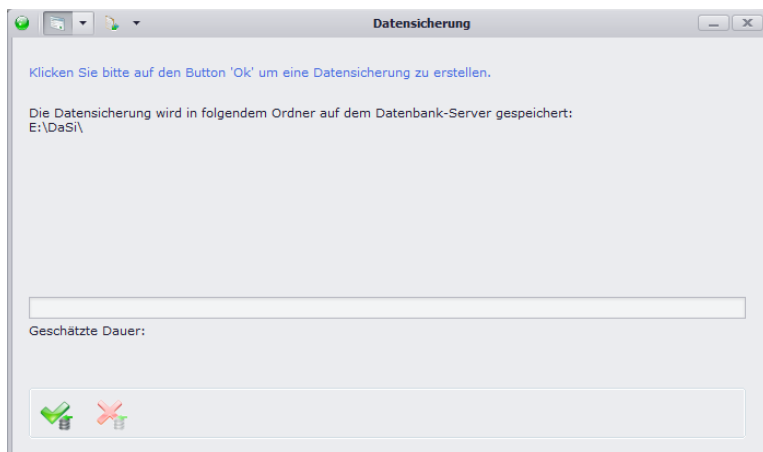 Datensicherung
Klicken Sie bitte auf den Button 'Ok' um eine Datensicherung zu erstellen.
Die Datensicherung wird in folgendem Ordner auf dem Datenbank-Server gespeichert:
E:\DaSi\
Geschätzte Dauer: